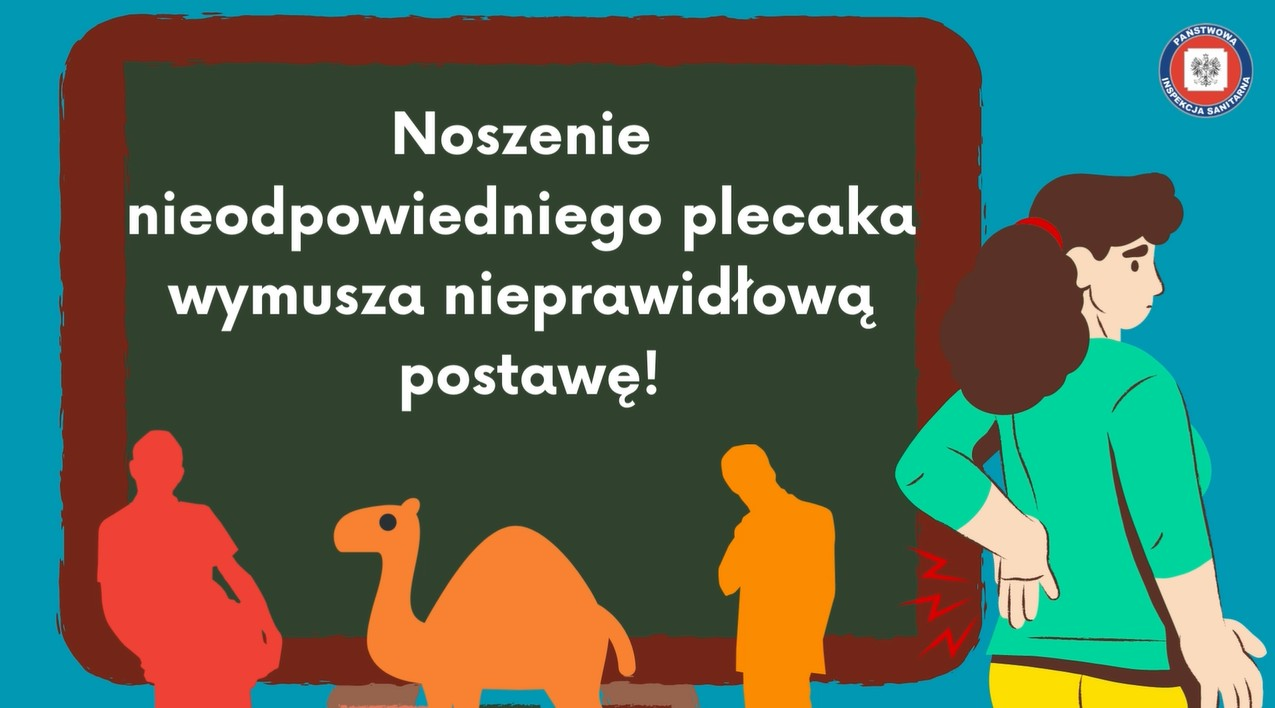 Noszenie
nieodpowiedniego plecaka
wymusza nieprawidłową
postawę!
PAŃSTWOWA
INSPEKCJA SANITARNA